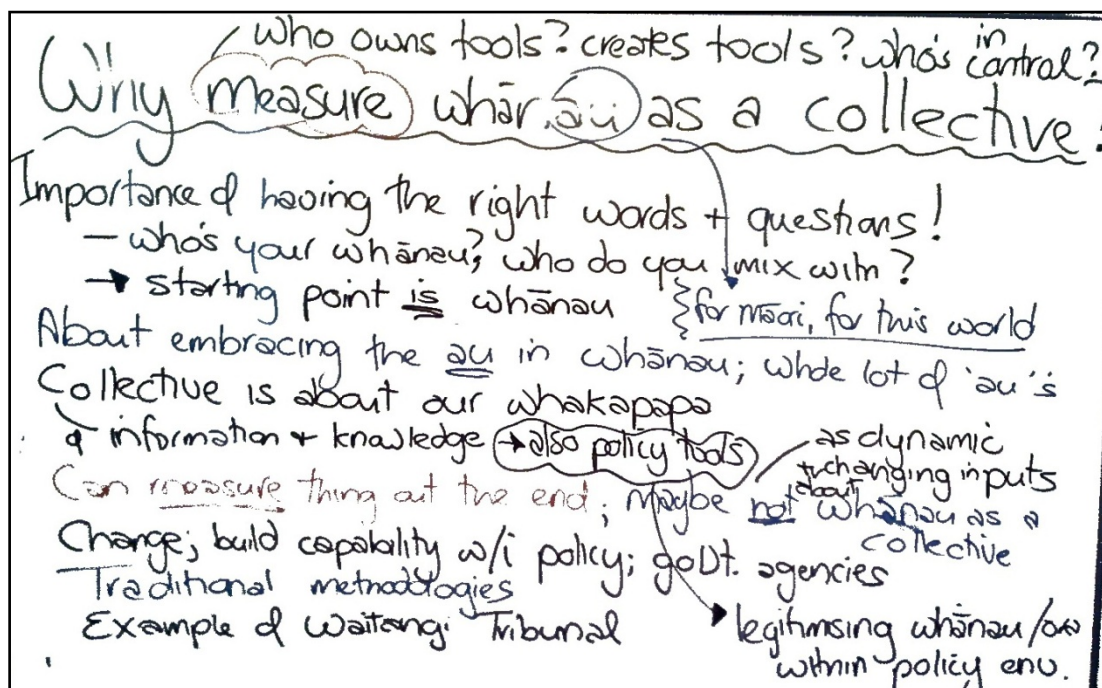 who owns tools? creates tools? who's in control?
Why measure whānau as a collective?
Importance of having the right words + questions!
– who's your whānau? who do you mix with?
→ starting point is whānau
for māori, for this world
About embracing the au in whānau; whole lot of 'au's
Collective is about our whakapapa
& information + knowledge → also policy tools
as dynamic + changing inputs
Can measure thing at the end; maybe not about whānau as a collective
Change; build capability w/i policy; govt. agencies
Traditional methodologies
Example of Waitangi Tribunal
legitimising whānau /
within policy env.